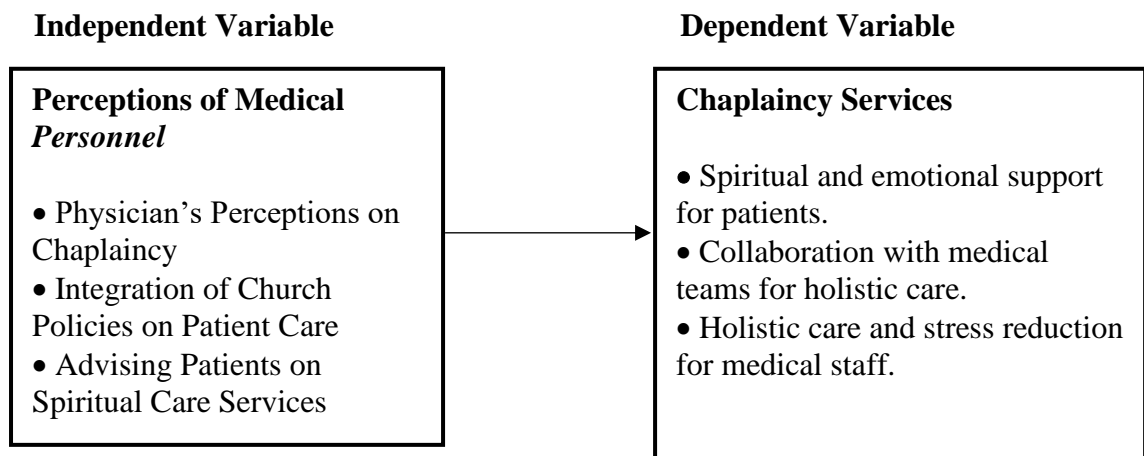 Independent Variable
Dependent Variable
Perceptions of Medical
Personnel
• Physician’s Perceptions on
Chaplaincy
• Integration of Church
Policies on Patient Care
• Advising Patients on
Spiritual Care Services
Chaplaincy Services
• Spiritual and emotional support
for patients.
• Collaboration with medical
teams for holistic care.
• Holistic care and stress reduction
for medical staff.